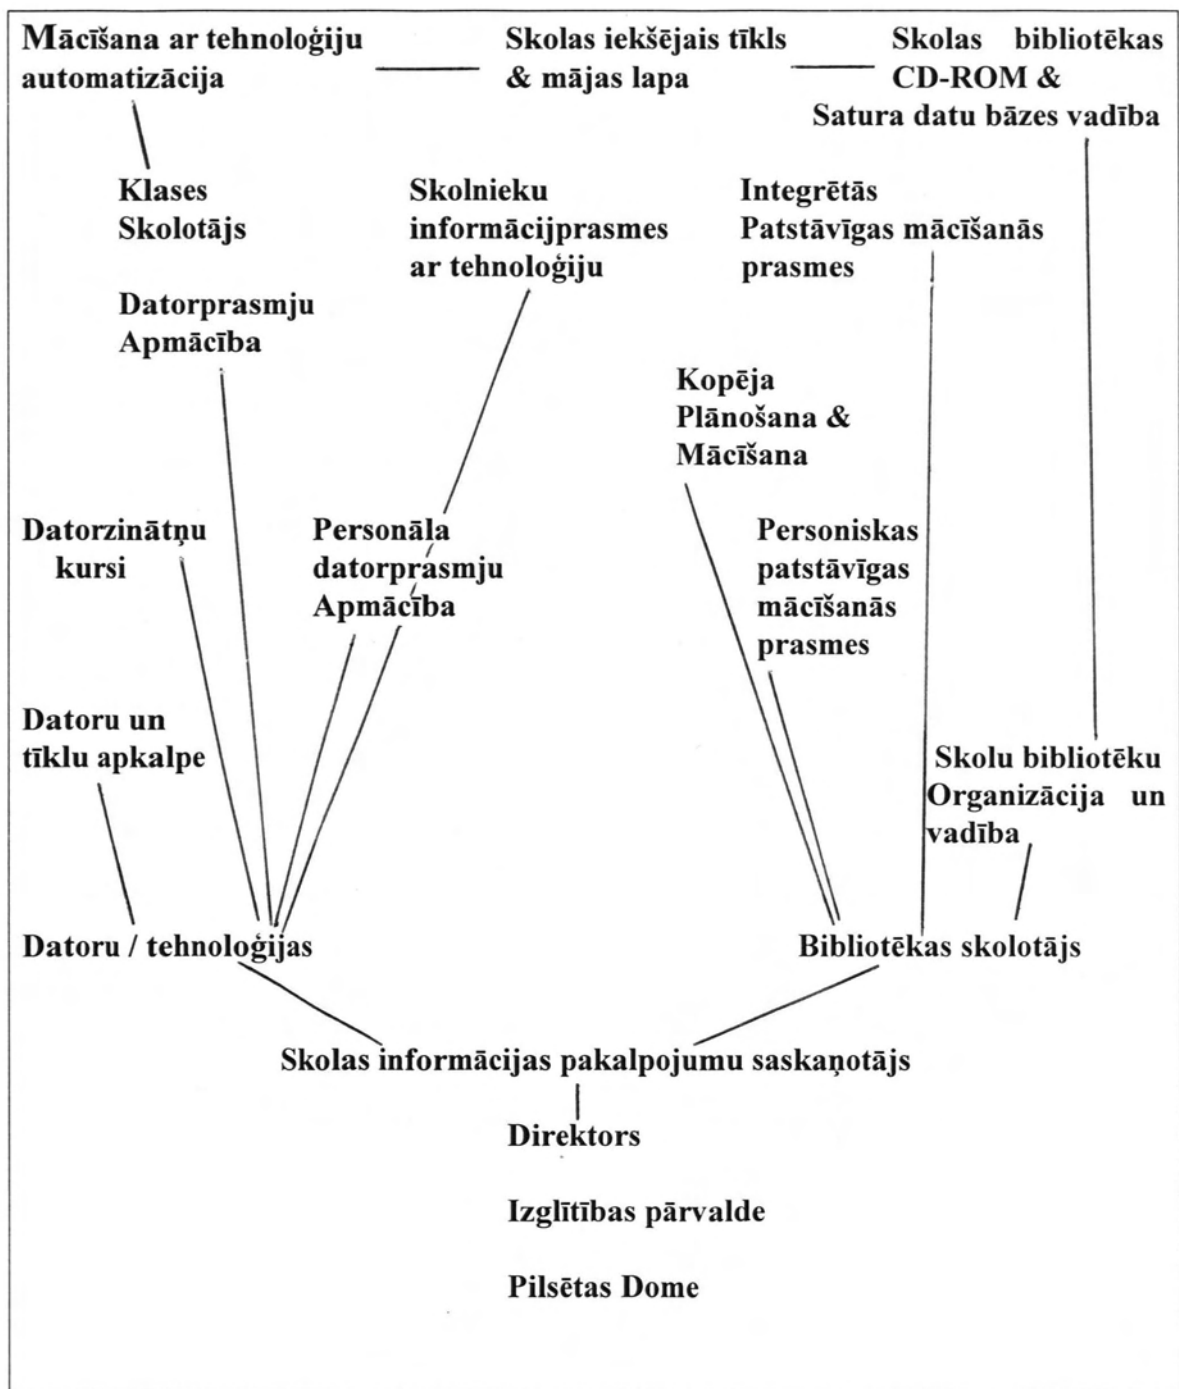 Mācīšana ar tehnoloģiju
automatizācija
Skolas iekšējais tīkls
& mājas lapa
Skolas bibliotēkas
CD-ROM &
Satura datu bāzes vadība
Klases
Skolotājs
Skolnieku
informācijprasmes
ar tehnoloģiju
Integrētās
Patstāvīgas mācīšanās
prasmes
Datorprasmju
Apmācība
Kopēja
Plānošana &
Mācīšana
Datorzinātņu
kursi
Personāla
datorprasmju
Apmācība
Personiskas
patstāvīgas
mācīšanās
prasmes
Datoru un
tīklu apkalpe
Skolu bibliotēku
Organizācija un
vadība
Datoru / tehnoloģijas
Bibliotēkas skolotājs
Skolas informācijas pakalpojumu saskaņotājs
Direktors
Izglītības pārvalde
Pilsētas Dome